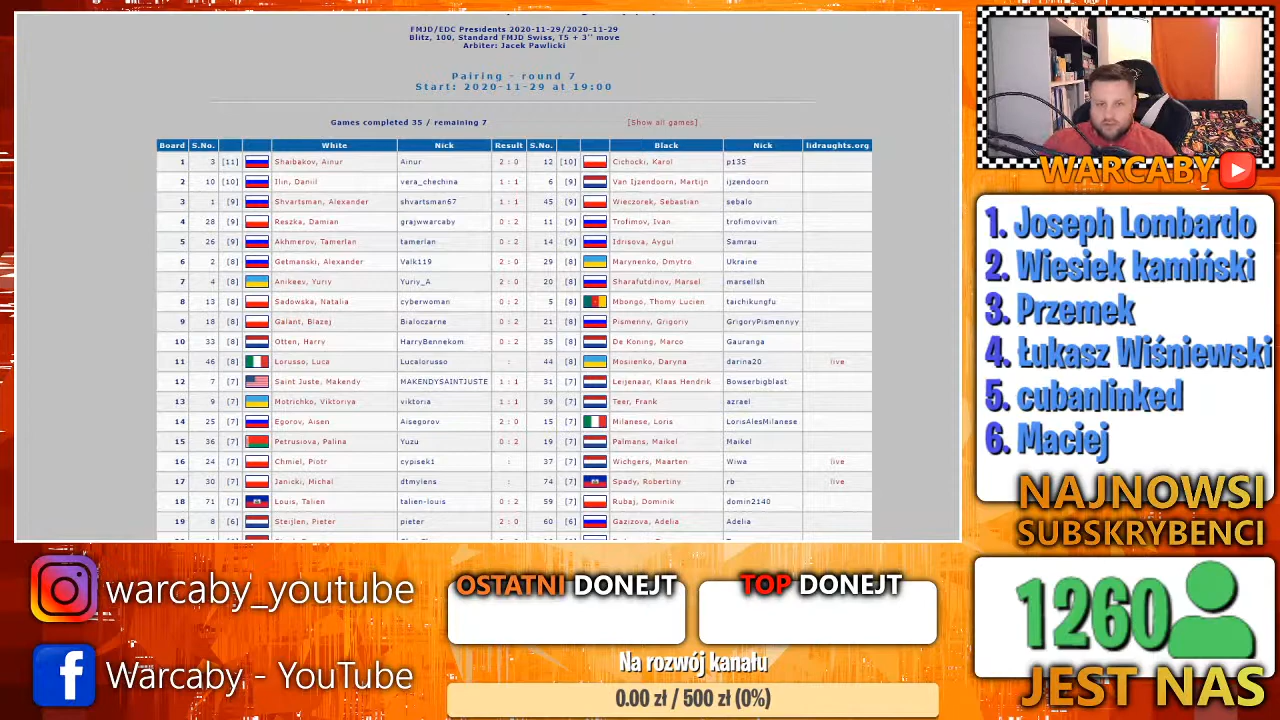 FMJD/EDC Presidents 2020-11-29/2020-11-29
Blitz, 100, Standard FMJD Swiss, T5 + 3'' move
Arbiter: Jacek Pawlicki
Pairing - round 7
Start: 2020-11-29 at 19:00
Games completed 35 / remaining 7 [Show all games]
Board S.No. White Nick Result S.No. Black Nick lidraughts.org
1 3 [11] Shaibakov, Ainur Ainur 2 : 0 12 [10] Cichocki, Karol p135
2 10 [10] Ilin, Daniil vera_chechina 1 : 1 6 [9] Van Ijzendoorn, Martijn ijzendoorn
3 1 [9] Shvartsman, Alexander shvartsman67 1 : 1 45 [9] Wieczorek, Sebastian sebalo
4 28 [9] Reszka, Damian grajwwarcaby 0 : 2 11 [9] Trofimov, Ivan trofimovivan
5 26 [9] Akhmerov, Tamerlan tamerlan 0 : 2 14 [9] Idrisova, Aygul Samrau
6 2 [8] Getmanski, Alexander Valk119 2 : 0 29 [8] Marynenko, Dmytro Ukraine
7 4 [8] Anikeev, Yuriy Yuriy_A 2 : 0 20 [8] Sharafutdinov, Marsel marsellsh
8 13 [8] Sadowska, Natalia cyberwoman 0 : 2 5 [8] Mbongo, Thomy Lucien taichikungfu
9 18 [8] Galant, Blazej Bialoczarne 0 : 2 21 [8] Pismenny, Grigoriy GrigoryPismennyy
10 33 [8] Otten, Harry HarryBennekom 0 : 2 35 [8] De Koning, Marco Gauranga
11 46 [8] Lorusso, Luca Lucalorusso : 44 [8] Mosiienko, Daryna darina20 live
12 7 [7] Saint Juste, Makendy MAKENDYSAINTJUSTE 1 : 1 31 [7] Leijenaar, Klaas Hendrik Bowserbigblast
13 9 [7] Motrichko, Viktoriya viktoria 1 : 1 39 [7] Teer, Frank azrael
14 25 [7] Egorov, Aisen Aisegorov 2 : 0 15 [7] Milanese, Loris LorisAlesMilanese
15 36 [7] Petrusiova, Palina Yuzu 0 : 2 19 [7] Palmans, Maikel Maikel
16 24 [7] Chmiel, Piotr cypisek1 : 37 [7] Wichgers, Maarten Wiwa live
17 30 [7] Janicki, Michal dtmylens : 74 [7] Spady, Robertiny rb live
18 71 [7] Louis, Talien talien-louis 0 : 2 59 [7] Rubaj, Dominik domin2140
19 8 [6] Steijlen, Pieter pieter 2 : 0 60 [6] Gazizova, Adelia Adelia
WARCABY
1. Joseph Lombardo
2. Wiesiek kamiński
3. Przemek
4. Łukasz Wiśniewski
5. cubanlinked
6. Maciej
NAJNOWSI
SUBSKRYBENCI
1260
JEST NAS
warcaby_youtube
Warcaby - YouTube
OSTATNI DONEJT
TOP DONEJT
Na rozwój kanału
0.00 zł / 500 zł (0%)